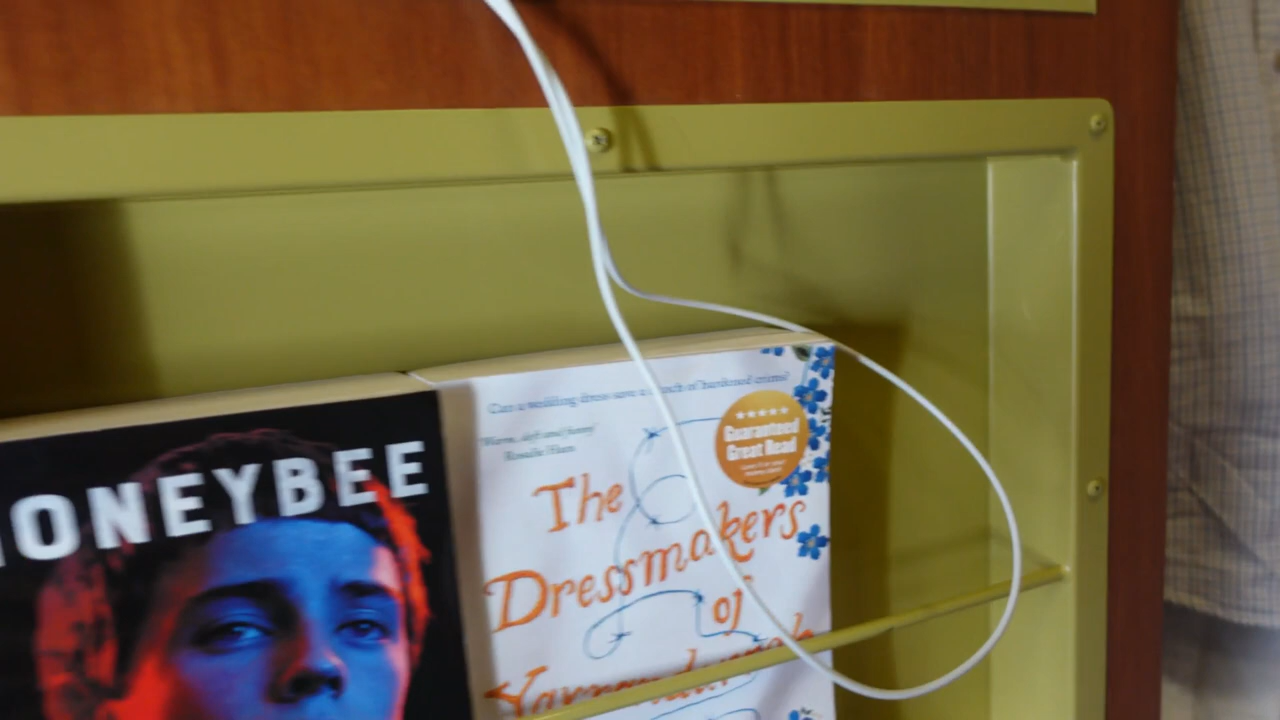 ONEYBEE
Can a wedding dress save a bunch of hardened crims?
Warm, deft and funny
Rosalie Ham
★★★★★
Guaranteed
Great Read
The
Dressmakers
of